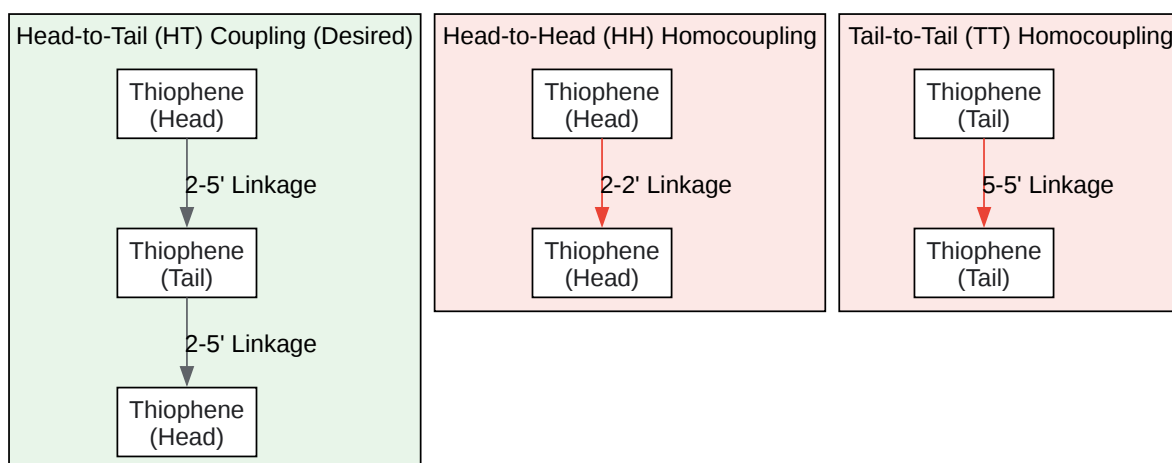 Head-to-Tail (HT) Coupling (Desired)
Thiophene
(Head)
2-5' Linkage
Thiophene
(Tail)
2-5' Linkage
Thiophene
(Head)
Head-to-Head (HH) Homocoupling
Thiophene
(Head)
2-2' Linkage
Thiophene
(Head)
Tail-to-Tail (TT) Homocoupling
Thiophene
(Tail)
5-5' Linkage
Thiophene
(Tail)